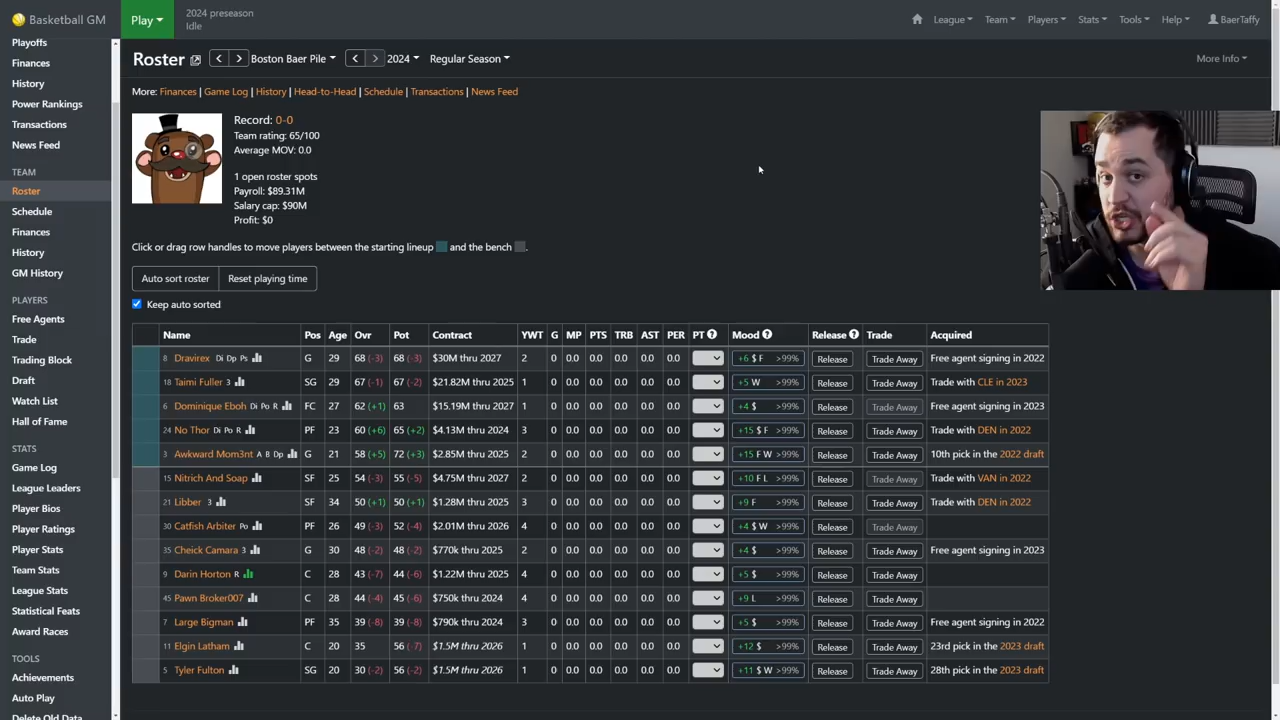 Basketball GM
Play
2024 preseason
Idle
League
Team
Players
Stats
Tools
Help
BaerTaffy
Playoffs
Finances
History
Power Rankings
Transactions
News Feed
TEAM
Roster
Schedule
Finances
History
GM History
PLAYERS
Free Agents
Trade
Trading Block
Draft
Watch List
Hall of Fame
STATS
Game Log
League Leaders
Player Bios
Player Ratings
Player Stats
Team Stats
League Stats
Statistical Feats
Award Races
TOOLS
Achievements
Auto Play
Delete Old Data
Roster
Boston Baer Pile
2024
Regular Season
More Info
More: Finances | Game Log | History | Head-to-Head | Schedule | Transactions | News Feed
Record: 0-0
Team rating: 65/100
Average MOV: 0.0
1 open roster spots
Payroll: $89.31M
Salary cap: $90M
Profit: $0
Click or drag row handles to move players between the starting lineup and the bench .
Auto sort roster Reset playing time
Keep auto sorted
Name Pos Age Ovr Pot Contract YWT G MP PTS TRB AST PER PT Mood Release Trade Acquired
8 Dravirex Di Dp Ps G 29 68 (-3) 68 (-3) $30M thru 2027 2 0 0.0 0.0 0.0 0.0 0.0 +6 $ F >99% Release Trade Away Free agent signing in 2022
18 Taimi Fuller 3 SG 29 67 (-1) 67 (-2) $21.82M thru 2025 1 0 0.0 0.0 0.0 0.0 0.0 +5 W >99% Release Trade Away Trade with CLE in 2023
6 Dominique Eboh Di Po R FC 27 62 (+1) 63 $15.19M thru 2027 1 0 0.0 0.0 0.0 0.0 0.0 +4 $ >99% Release Trade Away Free agent signing in 2023
24 No Thor Di Po R PF 23 60 (+6) 65 (+2) $4.13M thru 2024 3 0 0.0 0.0 0.0 0.0 0.0 +15 $ F >99% Release Trade Away Trade with DEN in 2022
3 Awkward Mom3nt A B Dp G 21 58 (+5) 72 (+3) $2.85M thru 2025 2 0 0.0 0.0 0.0 0.0 0.0 +15 F W >99% Release Trade Away 10th pick in the 2022 draft
15 Nitrich And Soap SF 25 54 (-3) 55 (-5) $4.75M thru 2027 2 0 0.0 0.0 0.0 0.0 0.0 +10 F L >99% Release Trade Away Trade with VAN in 2022
21 Libber 3 SF 34 50 (+1) 50 (+1) $1.28M thru 2025 3 0 0.0 0.0 0.0 0.0 0.0 +9 F >99% Release Trade Away Trade with DEN in 2022
30 Catfish Arbiter Po PF 26 49 (-3) 52 (-4) $2.01M thru 2026 4 0 0.0 0.0 0.0 0.0 0.0 +4 $ W >99% Release Trade Away
35 Cheick Camara 3 G 30 48 (-2) 48 (-2) $770k thru 2025 2 0 0.0 0.0 0.0 0.0 0.0 +4 $ >99% Release Trade Away Free agent signing in 2023
9 Darin Horton R C 28 43 (-7) 44 (-6) $1.22M thru 2025 4 0 0.0 0.0 0.0 0.0 0.0 +5 $ >99% Release Trade Away
45 Pawn Broker007 C 28 44 (-4) 45 (-6) $750k thru 2024 4 0 0.0 0.0 0.0 0.0 0.0 +9 L >99% Release Trade Away
7 Large Bigman PF 35 39 (-8) 39 (-8) $790k thru 2024 3 0 0.0 0.0 0.0 0.0 0.0 +5 $ >99% Release Trade Away Free agent signing in 2022
11 Elgin Latham C 20 35 56 (-7) $1.5M thru 2026 1 0 0.0 0.0 0.0 0.0 0.0 +12 $ >99% Release Trade Away 23rd pick in the 2023 draft
5 Tyler Fulton SG 20 30 (-2) 56 (-2) $1.5M thru 2026 1 0 0.0 0.0 0.0 0.0 0.0 +11 $ W >99% Release Trade Away 28th pick in the 2023 draft